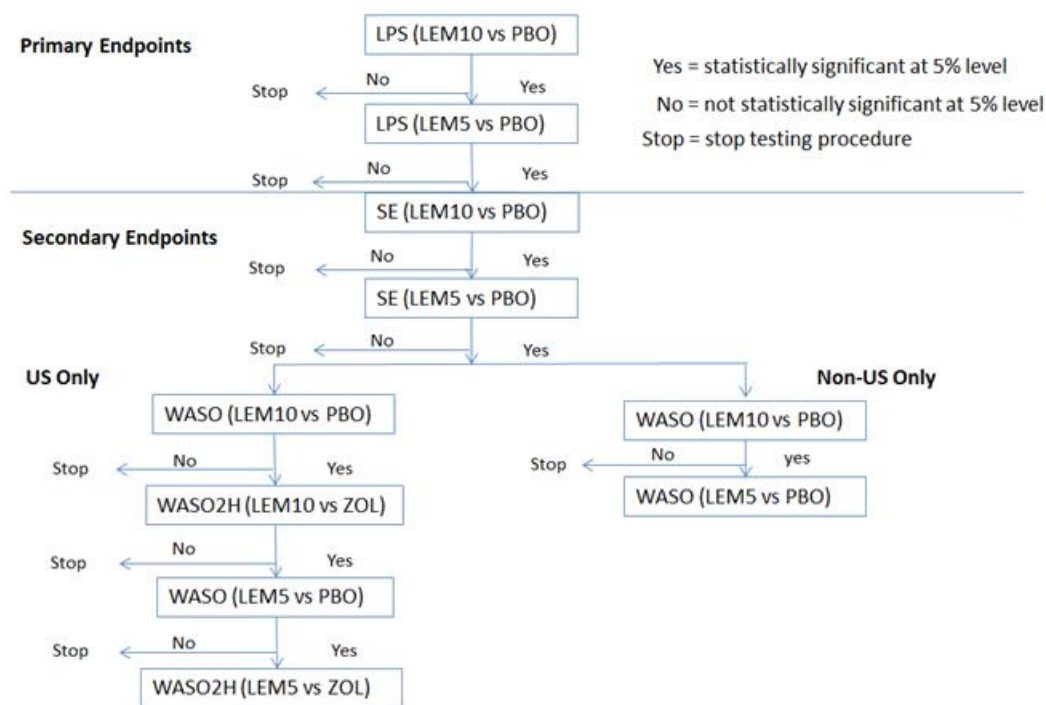 LPS (LEM10 vs PBO)
Primary Endpoints
Yes = statistically significant at 5% level
No
Stop
Yes
No = not statistically significant at 5% level
LPS (LEM5 vs PBO)
Stop = stop testing procedure
No
Stop
Yes
SE (LEM10 vs PBO)
Secondary Endpoints
No
Stop
Yes
SE (LEM5 vs PBO)
No
Stop
Yes
US Only
Non-US Only
WASO (LEM10 vs PBO)
WASO (LEM10 vs PBO)
No
Stop
Yes
No
Stop
yes
WASO2H (LEM10 vs ZOL)
WASO (LEM5 vs PBO)
No
Stop
Yes
WASO (LEM5 vs PBO)
No
Stop
Yes
WASO2H (LEM5 vs ZOL)